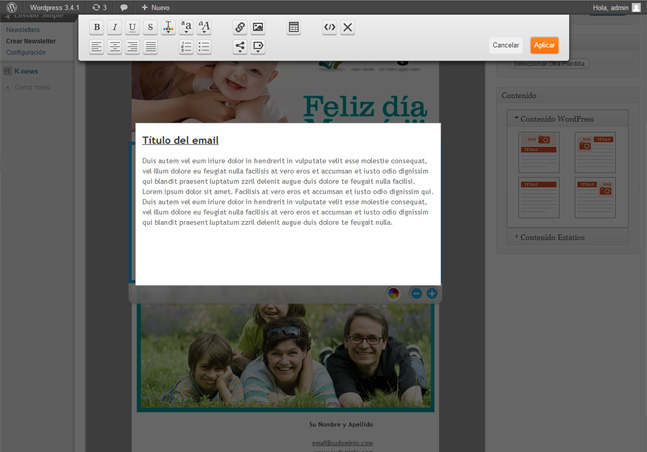 Wordpress 3.4.1
3
Nuevo
Hola, admin
Newsletters
Crear Newsletter
Configuración
K-news
Cerrar menú
B I U S T aa AA
Cancelar
Aplicar
Seleccionar Otra Plantilla
Contenido
Contenido WordPress
Contenido Estático
Feliz día
Título del email
Duis autem vel eum iriure dolor in hendrerit in vulputate velit esse molestie consequat,
vel illum dolore eu feugiat nulla facilisis at vero eros et accumsan et iusto odio dignissim
qui blandit praesent luptatum zzril delenit augue duis dolore te feugait nulla facilisi.
Lorem ipsum dolor sit amet. Facilisis at vero eros et accumsan et iusto odio dignissim qui.
Duis autem vel eum iriure dolor in hendrerit in vulputate velit esse molestie consequat,
vel illum dolore eu feugiat nulla facilisis at vero eros et accumsan et iusto odio dignissim
qui blandit praesent luptatum zzril delenit augue duis dolore te feugait nulla.
Su Nombre y Apellido
email@sudominio.com